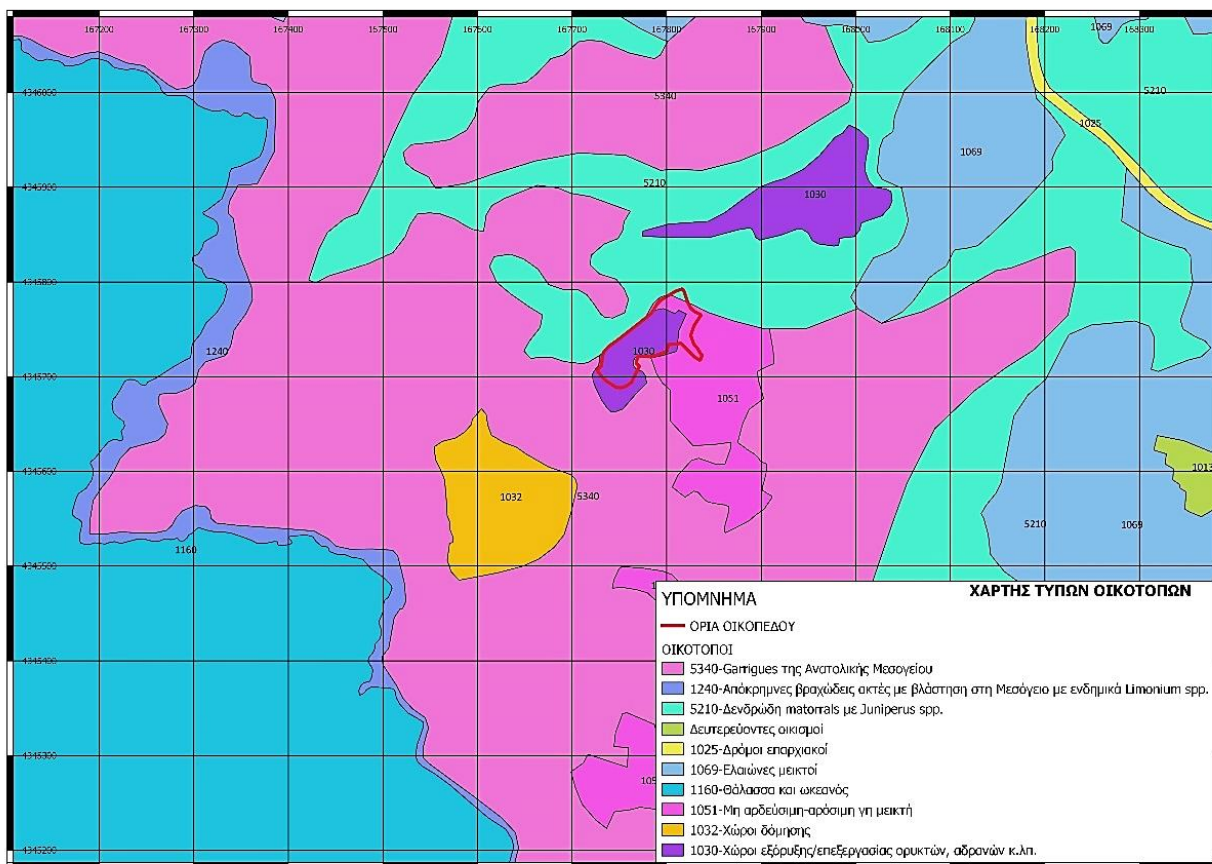 167200 167300 167400 167500 167600 167700 167800 167900 168000 168100 168200 168300
1069
4346000
5340
5210
1025
1069
4345900
5210
1030
4345800
1240
1030
4345700
1051
4345600
1013
1032
5340
5210
1069
1160
4345500
4345400
4345300
4345200
ΥΠΟΜΝΗΜΑ
ΧΑΡΤΗΣ ΤΥΠΩΝ ΟΙΚΟΤΟΠΩΝ
ΟΡΙΑ ΟΙΚΟΠΕΔΟΥ
ΟΙΚΟΤΟΠΟΙ
5340-Garrigues της Ανατολικής Μεσογείου
1240-Απόκρημνες βραχώδεις ακτές με βλάστηση στη Μεσόγειο με ενδημικά Limonium spp.
5210-Δενδρώδη matorrals με Juniperus spp.
Δευτερεύοντες οικισμοί
1025-Δρόμοι επαρχιακοί
1069-Ελαιώνες μεικτοί
1160-Θάλασσα και ωκεανός
1051-Μη αρδεύσιμη-αρόσιμη γη μεικτή
1032-Χώροι δόμησης
1030-Χώροι εξόρυξης/επεξεργασίας ορυκτών, αδρανών κ.λπ.